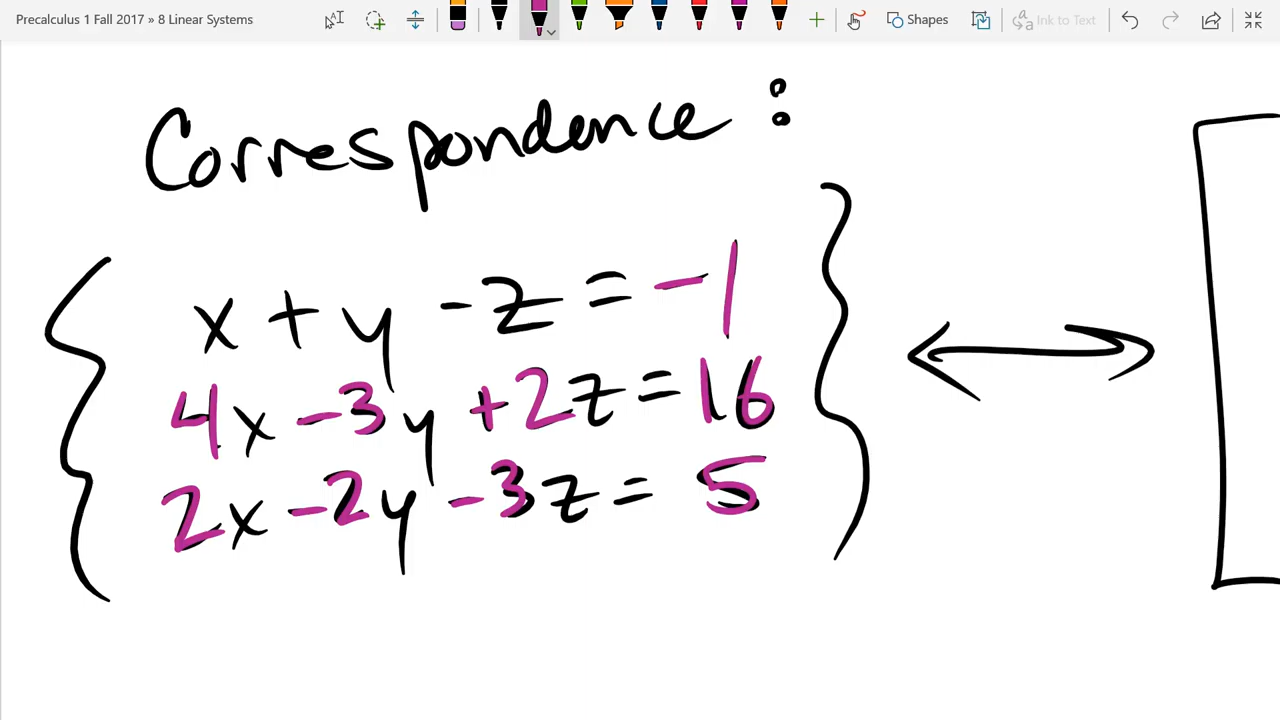 Precalculus 1 Fall 2017 » 8 Linear Systems
Shapes
Ink to Text
Correspondence :
x + y - z = -1
4x - 3y + 2z = 16
2x - 2y - 3z = 5